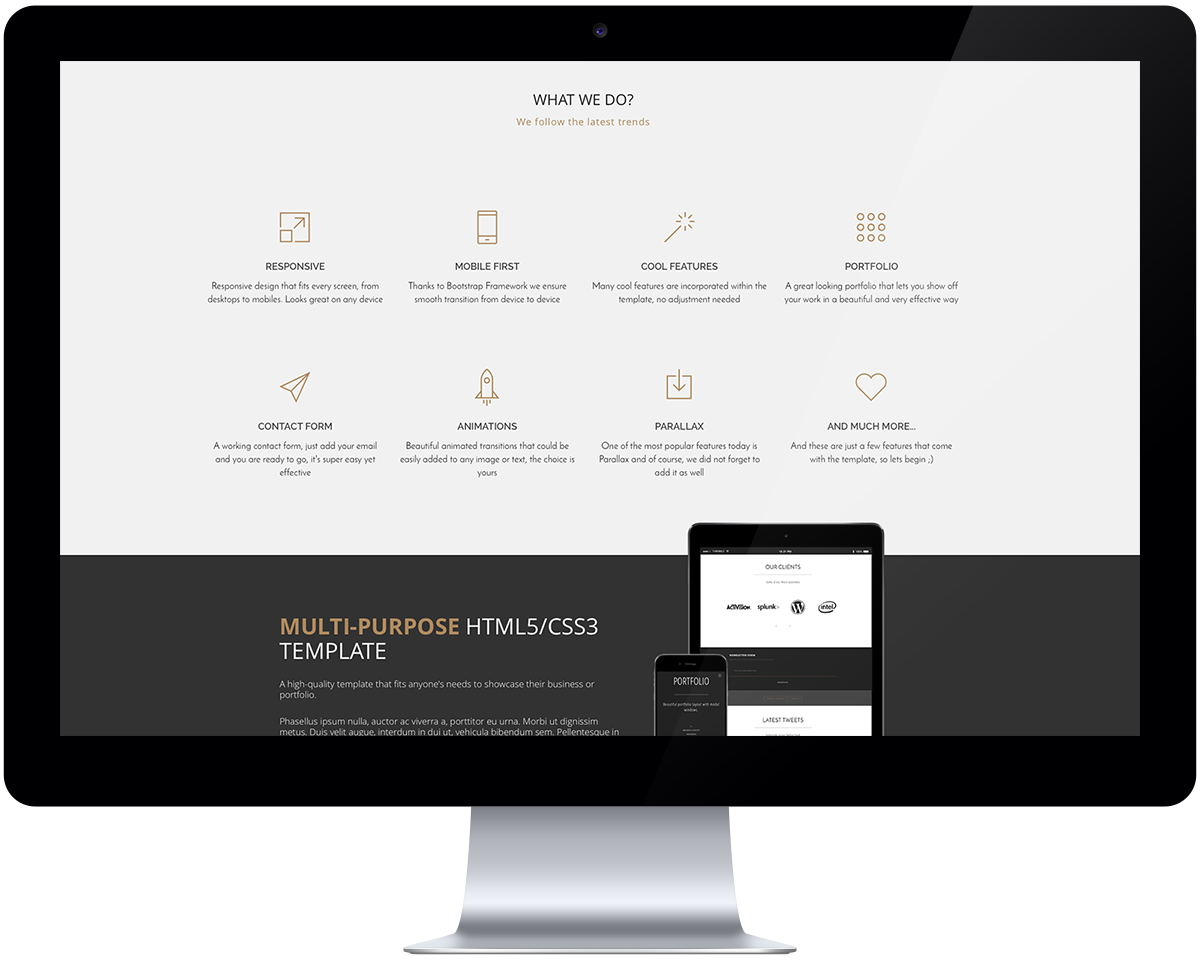 WHAT WE DO?
We follow the latest trends
RESPONSIVE
Responsive design that fits every screen, from
desktops to mobiles. Looks great on any device
MOBILE FIRST
Thanks to Bootstrap Framework we ensure
smooth transition from device to device
COOL FEATURES
Many cool features are incorporated within the
template, no adjustment needed
PORTFOLIO
A great looking portfolio that lets you show off
your work in a beautiful and very effective way
CONTACT FORM
A working contact form, just add your email
and you are ready to go, it's super easy yet
effective
ANIMATIONS
Beautiful animated transitions that could be
easily added to any image or text, the choice is
yours
PARALLAX
One of the most popular features today is
Parallax and of course, we did not forget to
add it as well
AND MUCH MORE...
And these are just a few features that come
with the template, so lets begin ;)
MULTI-PURPOSE HTML5/CSS3
TEMPLATE
A high-quality template that fits anyone's needs to showcase their business or
portfolio.
Phasellus ipsum nulla, auctor ac viverra a, porttitor eu urna. Morbi ut dignissim
metus. Duis velit augue, interdum in dui ut, vehicula bibendum sem. Pellentesque in
OUR CLIENTS
ACTIVISION splunk> W intel
NEWSLETTER FORM
LATEST TWEETS
PORTFOLIO
Beautiful portfolio layout with modal
windows.